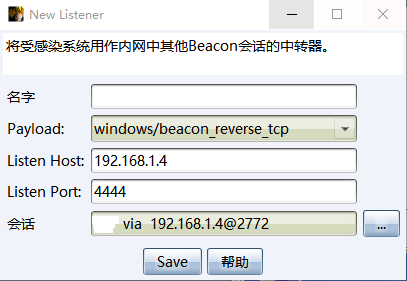 New Listener
将受感染系统用作内网中其他Beacon会话的中转器。
名字
Payload: windows/beacon_reverse_tcp
Listen Host: 192.168.1.4
Listen Port: 4444
会话 via 192.168.1.4@2772 ...
Save 帮助